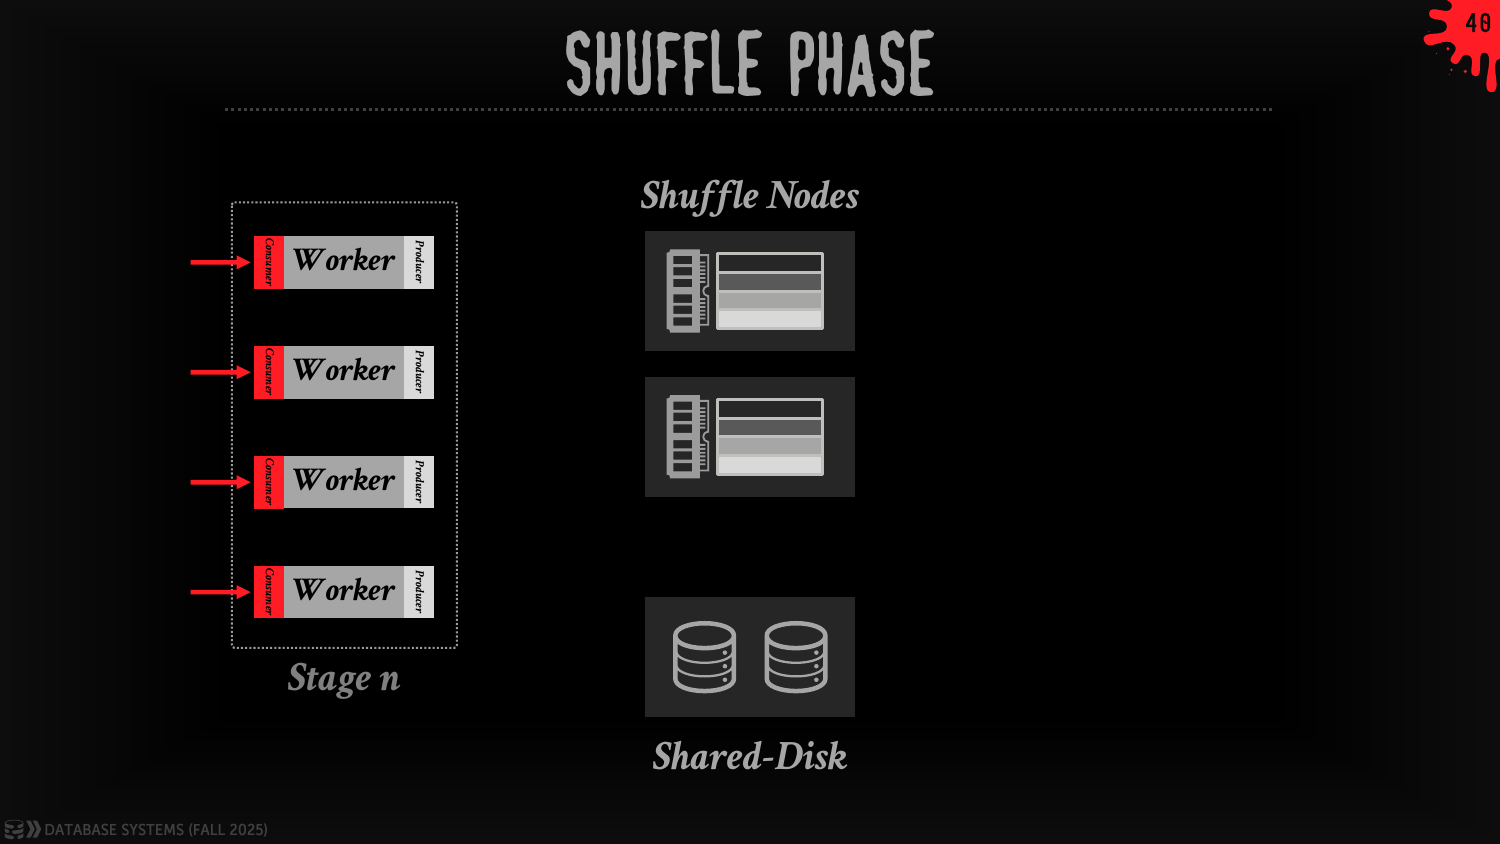 SHUFFLE PHASE
40
Shuffle Nodes
Consumer Worker Producer
Consumer Worker Producer
Consumer Worker Producer
Consumer Worker Producer
Stage n
Shared-Disk
DATABASE SYSTEMS (FALL 2025)